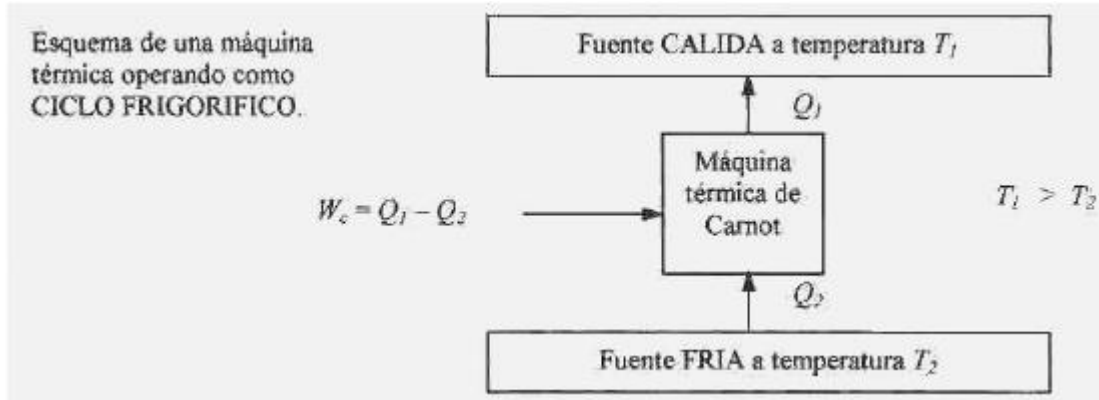 Esquema de una máquina
térmica operando como
CICLO FRIGORIFICO.
Fuente CALIDA a temperatura T₁
Q₁
Máquina
térmica de
Carnot
W꜀ = Q₁ – Q₂
T₁ > T₂
Q₂
Fuente FRIA a temperatura T₂